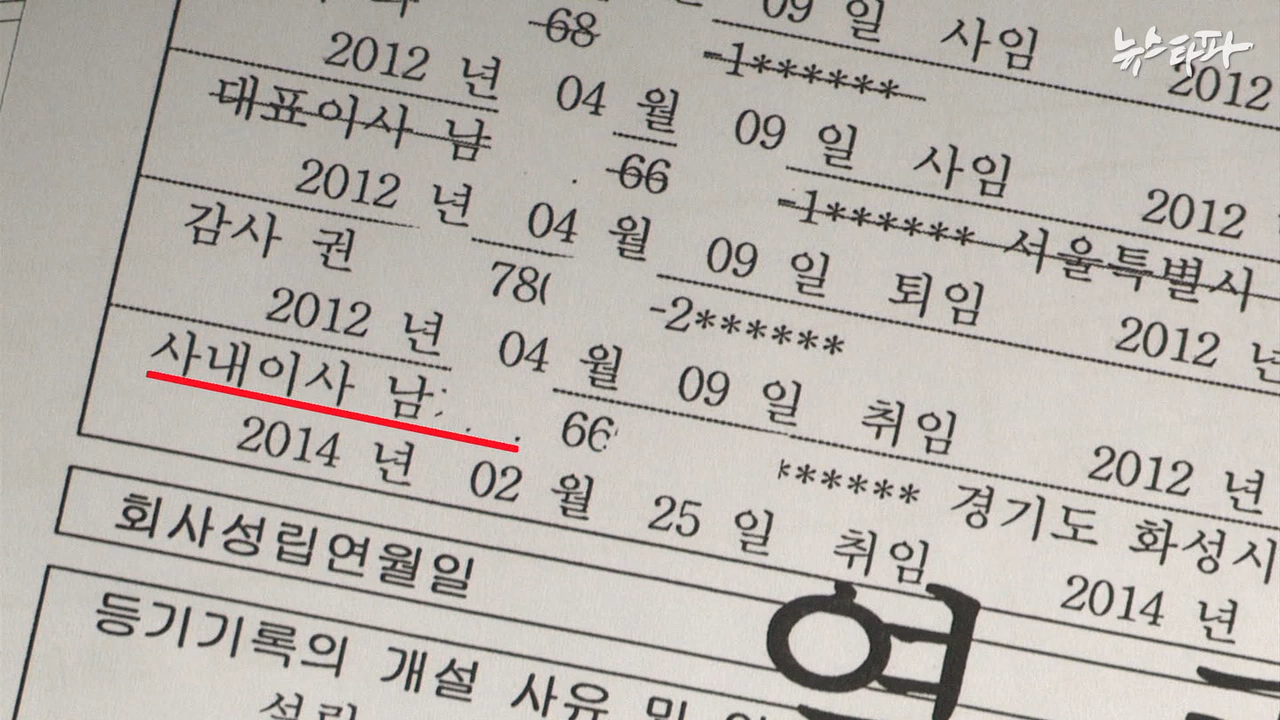 뉴스타파
68 09 일 사임 2012
2012 년 04 월 -1******
대표이사 남 09 일 사임 2012
2012 년 66 -1****** 서울특별시
감사 권 04 월 09 일 퇴임 2012 년
2012 년 78 -2******
사내이사 남 04 월 09 일 취임 2012 년
2014 년 66 ****** 경기도 화성시
02 월 25 일 취임 2014 년
회사성립연월일
등기기록의 개설 사유 및
설립